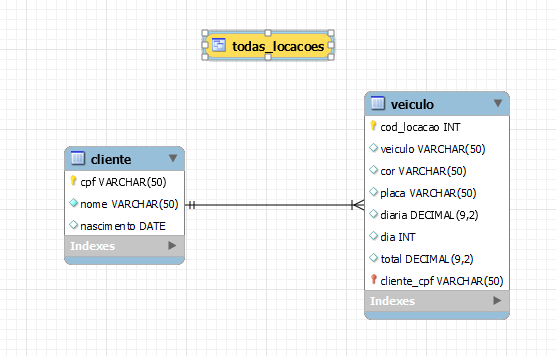 todas_locacoes
cliente
cpf VARCHAR(50)
nome VARCHAR(50)
nascimento DATE
Indexes
veiculo
cod_locacao INT
veiculo VARCHAR(50)
cor VARCHAR(50)
placa VARCHAR(50)
diaria DECIMAL(9,2)
dia INT
total DECIMAL(9,2)
cliente_cpf VARCHAR(50)
Indexes